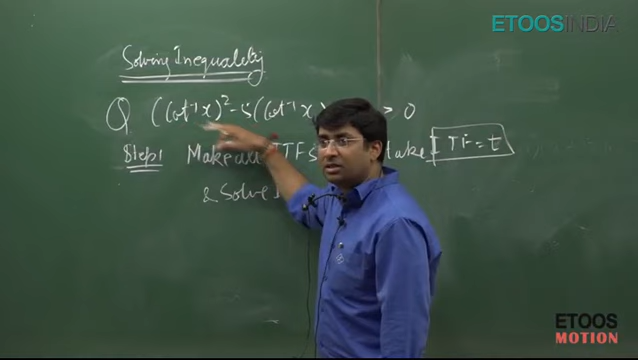 ETOOSINDIA
Solving Inequality
Q (Cot⁻¹x)² - 5(Cot⁻¹x) > 0
Step1 Make all ITFs take ITF = t
& Solve
ETOOS
MOTION